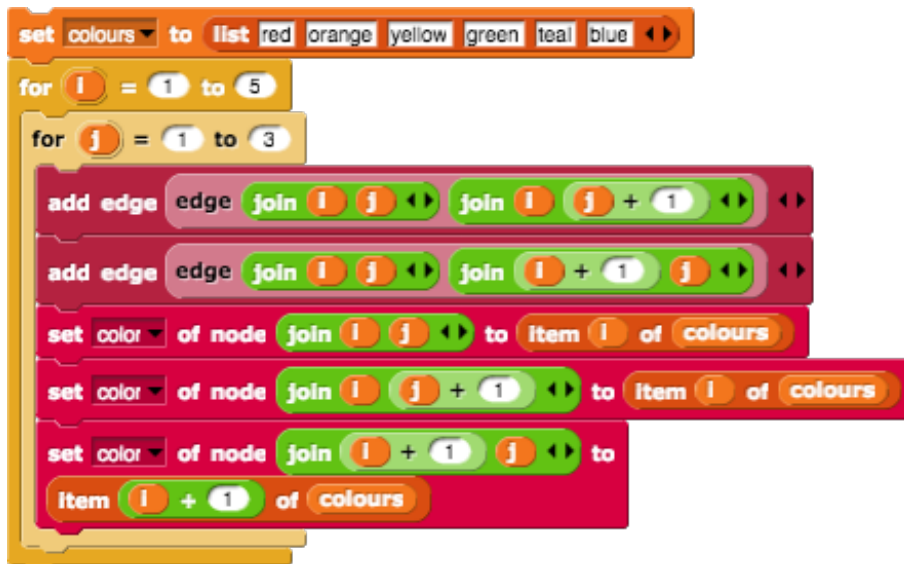 set colours to list red orange yellow green teal blue
for i = 1 to 5
for j = 1 to 3
add edge edge join i j join i j + 1
add edge edge join i j join i + 1 j
set color of node join i j to item i of colours
set color of node join i j + 1 to item i of colours
set color of node join i + 1 j to
item i + 1 of colours